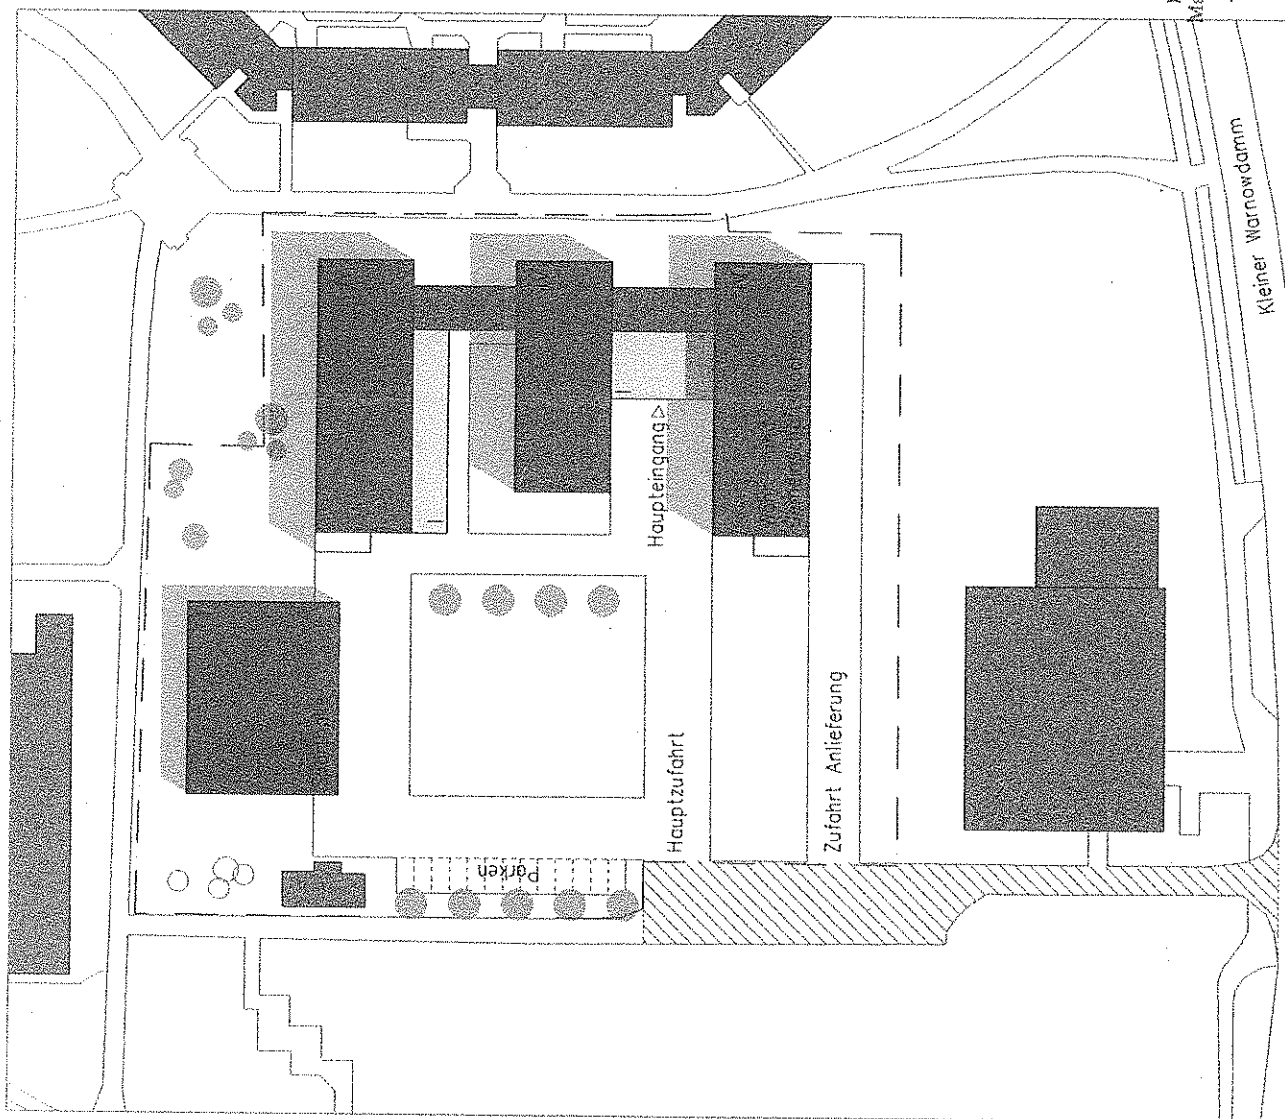 Kleiner Warnowdamm
Haupteingang
Hauptzufahrt
Zufahrt Anlieferung
Parken